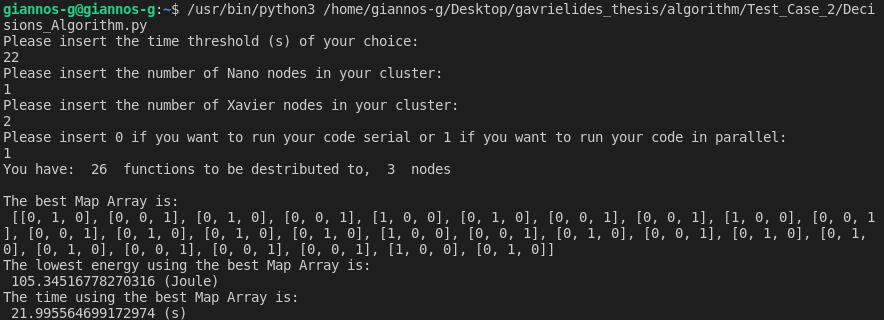 giannos-g@giannos-g:~$ /usr/bin/python3 /home/giannos-g/Desktop/gavrielides_thesis/algorithm/Test_Case_2/Deci
sions_Algorithm.py
Please insert the time threshold (s) of your choice:
22
Please insert the number of Nano nodes in your cluster:
1
Please insert the number of Xavier nodes in your cluster:
2
Please insert 0 if you want to run your code serial or 1 if you want to run your code in parallel:
1
You have:  26  functions to be destributed to,  3  nodes

The best Map Array is:
 [[0, 1, 0], [0, 0, 1], [0, 1, 0], [0, 0, 1], [1, 0, 0], [0, 1, 0], [0, 0, 1], [0, 0, 1], [1, 0, 0], [0, 0, 1
], [0, 0, 1], [0, 1, 0], [0, 1, 0], [0, 1, 0], [1, 0, 0], [0, 0, 1], [0, 1, 0], [0, 0, 1], [0, 1, 0], [0, 1,
0], [0, 1, 0], [0, 0, 1], [0, 0, 1], [0, 0, 1], [1, 0, 0], [0, 1, 0]]
The lowest energy using the best Map Array is:
 105.34516778270316 (Joule)
The time using the best Map Array is:
 21.995564699172974 (s)